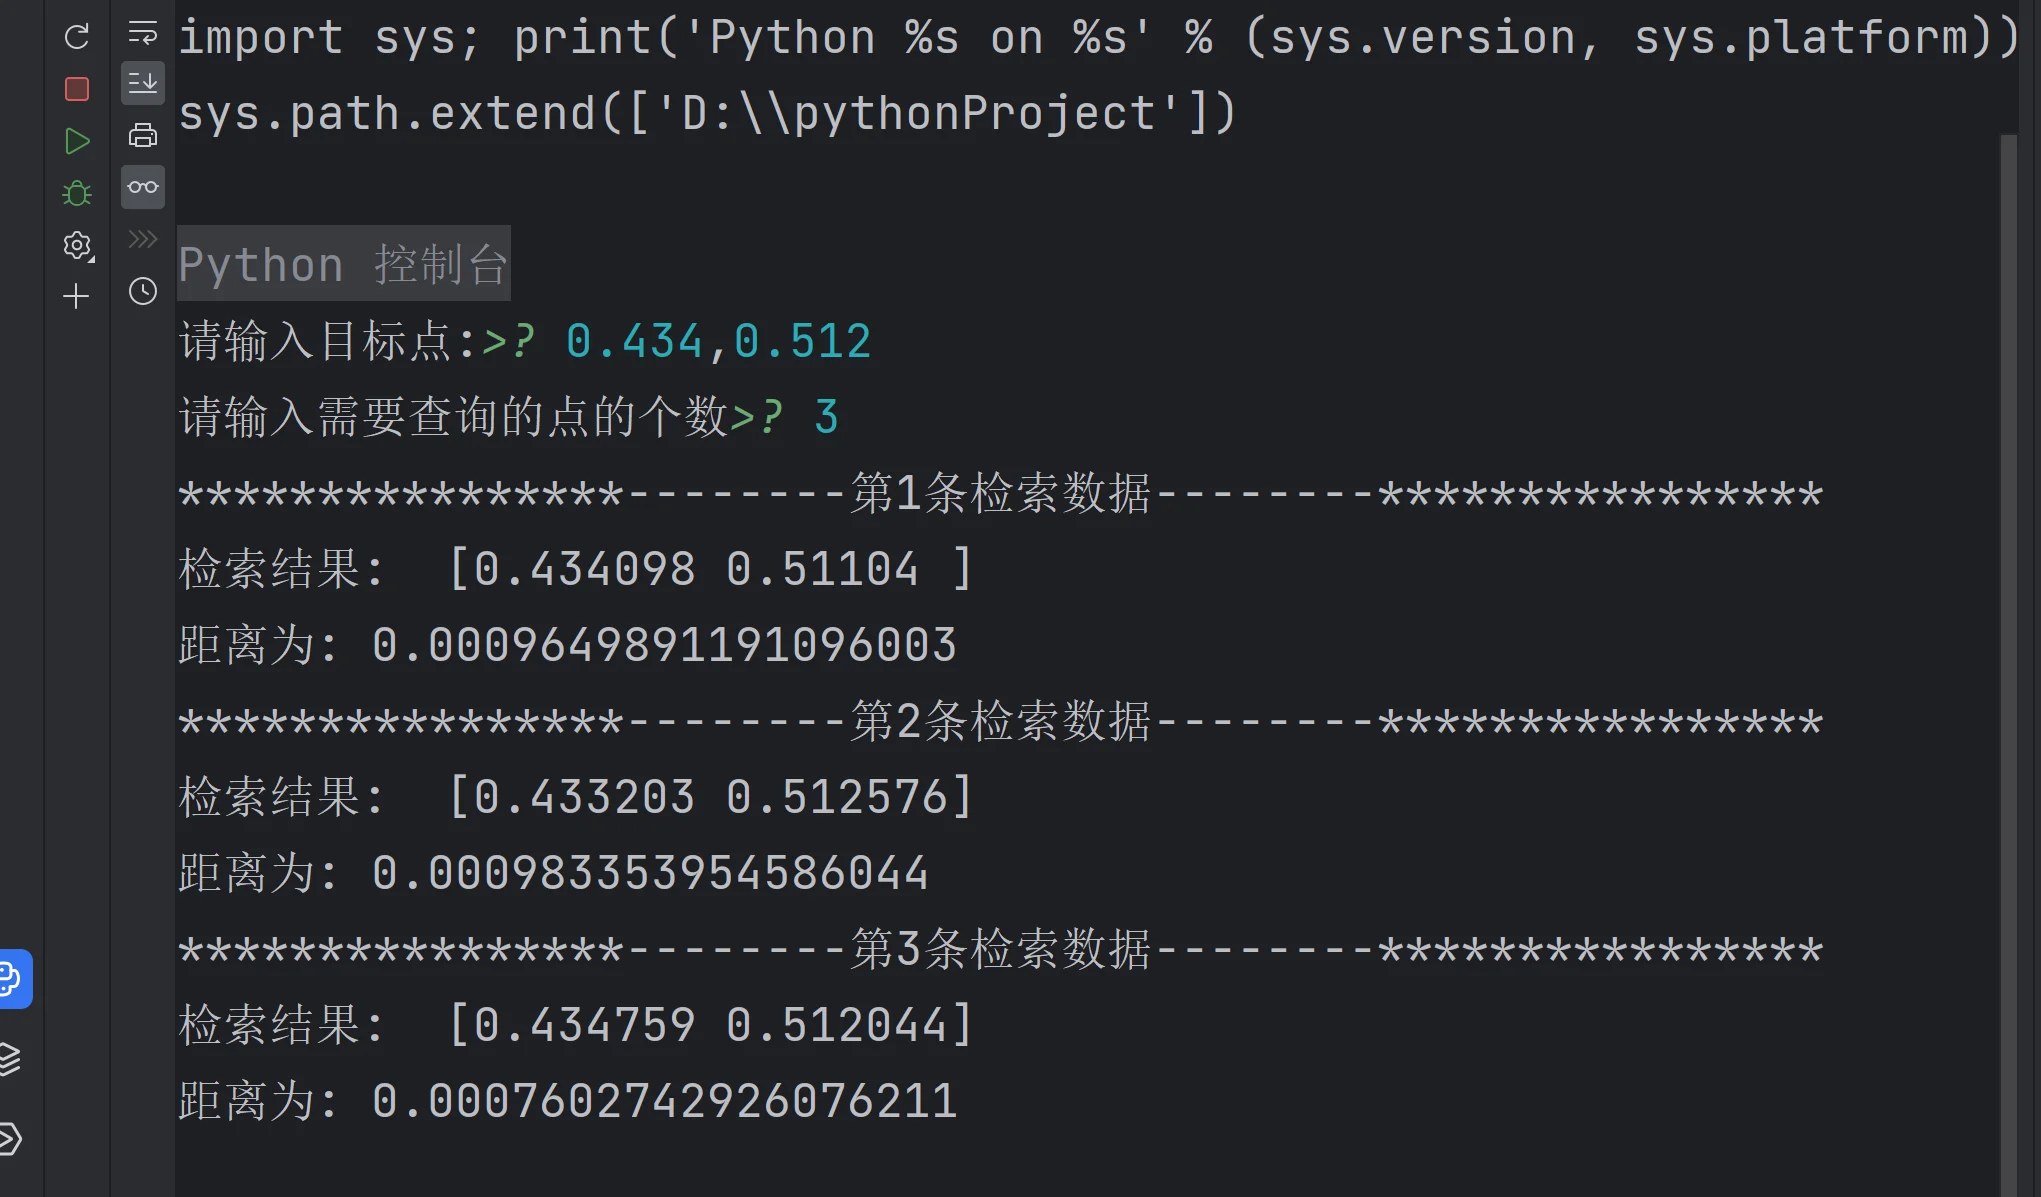 import sys; print('Python %s on %s' % (sys.version, sys.platform))
sys.path.extend(['D:\\pythonProject'])
Python 控制台
请输入目标点:>? 0.434,0.512
请输入需要查询的点的个数>? 3
****************--------第1条检索数据--------****************
检索结果:  [0.434098 0.51104 ]
距离为: 0.0009649891191096003
****************--------第2条检索数据--------****************
检索结果:  [0.433203 0.512576]
距离为: 0.000983353954586044
****************--------第3条检索数据--------****************
检索结果:  [0.434759 0.512044]
距离为: 0.00076027742926076211